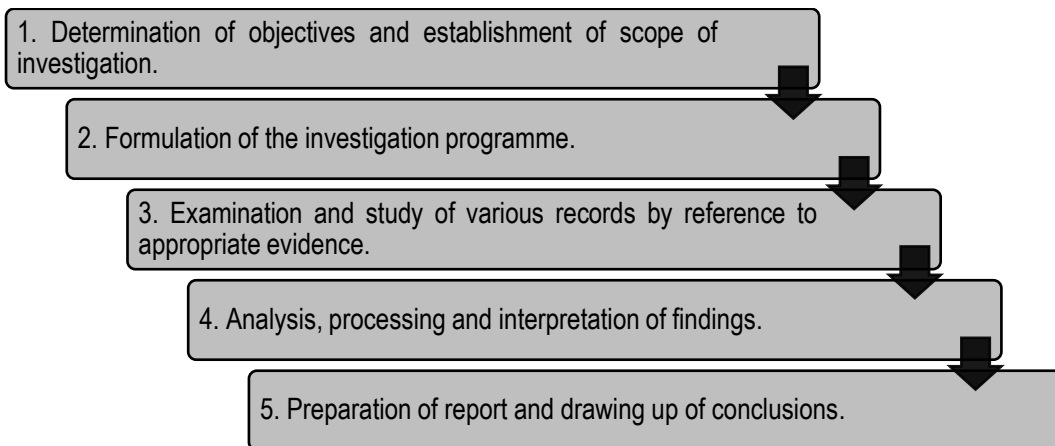 1. Determination of objectives and establishment of scope of
investigation.
2. Formulation of the investigation programme.
3. Examination and study of various records by reference to
appropriate evidence.
4. Analysis, processing and interpretation of findings.
5. Preparation of report and drawing up of conclusions.